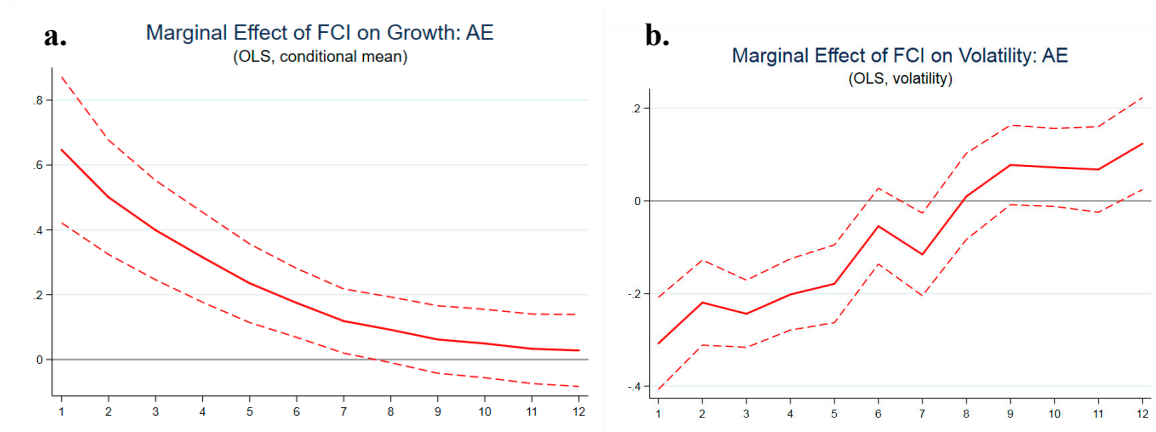 a.
Marginal Effect of FCI on Growth: AE
(OLS, conditional mean)
.8
.6
.4
.2
0
1 2 3 4 5 6 7 8 9 10 11 12
b.
Marginal Effect of FCI on Volatility: AE
(OLS, volatility)
.2
0
-.2
-.4
1 2 3 4 5 6 7 8 9 10 11 12